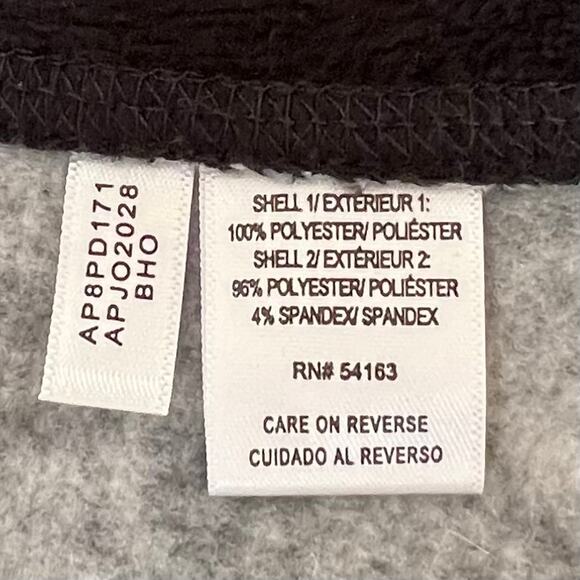 AP8PD171
APJO2028
BHO
SHELL 1/ EXTERIEUR 1:
100% POLYESTER/ POLIÉSTER
SHELL 2/ EXTÉRIEUR 2:
96% POLYESTER/ POLIÉSTER
4% SPANDEX/ SPANDEX
RN# 54163
CARE ON REVERSE
CUIDADO AL REVERSO